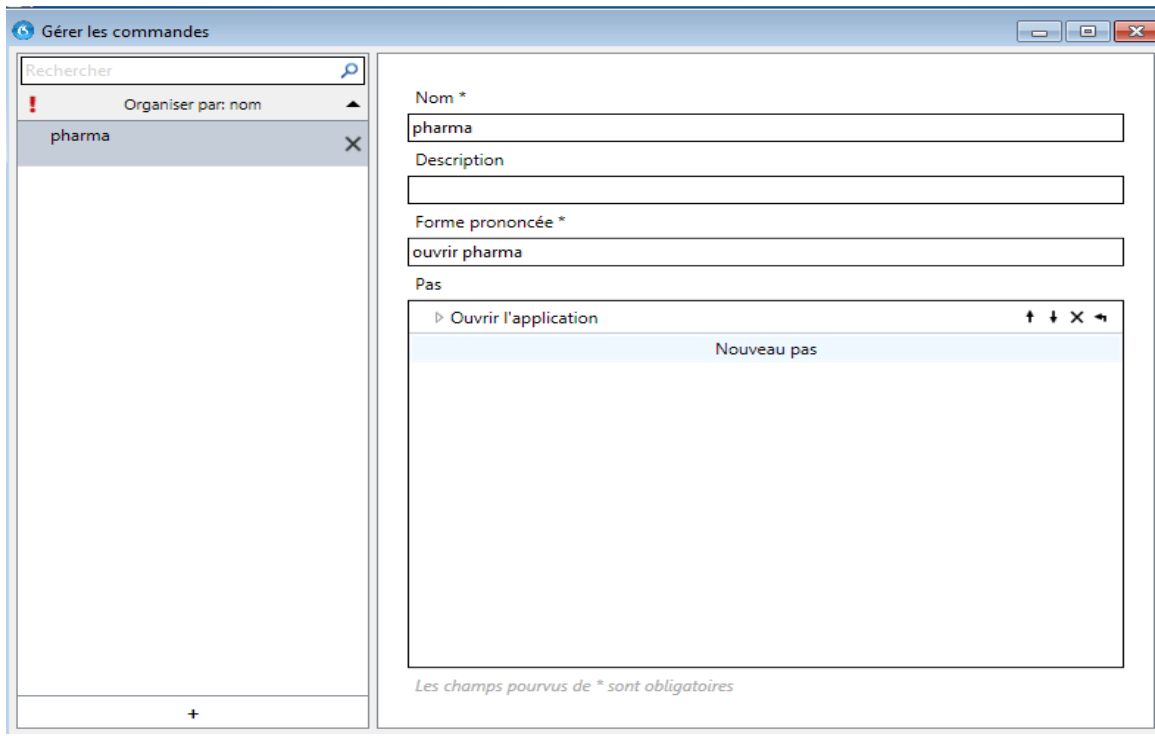 Gérer les commandes
Rechercher
! Organiser par: nom
pharma
+
Nom *
pharma
Description
Forme prononcée *
ouvrir pharma
Pas
Ouvrir l'application
Nouveau pas
Les champs pourvus de * sont obligatoires